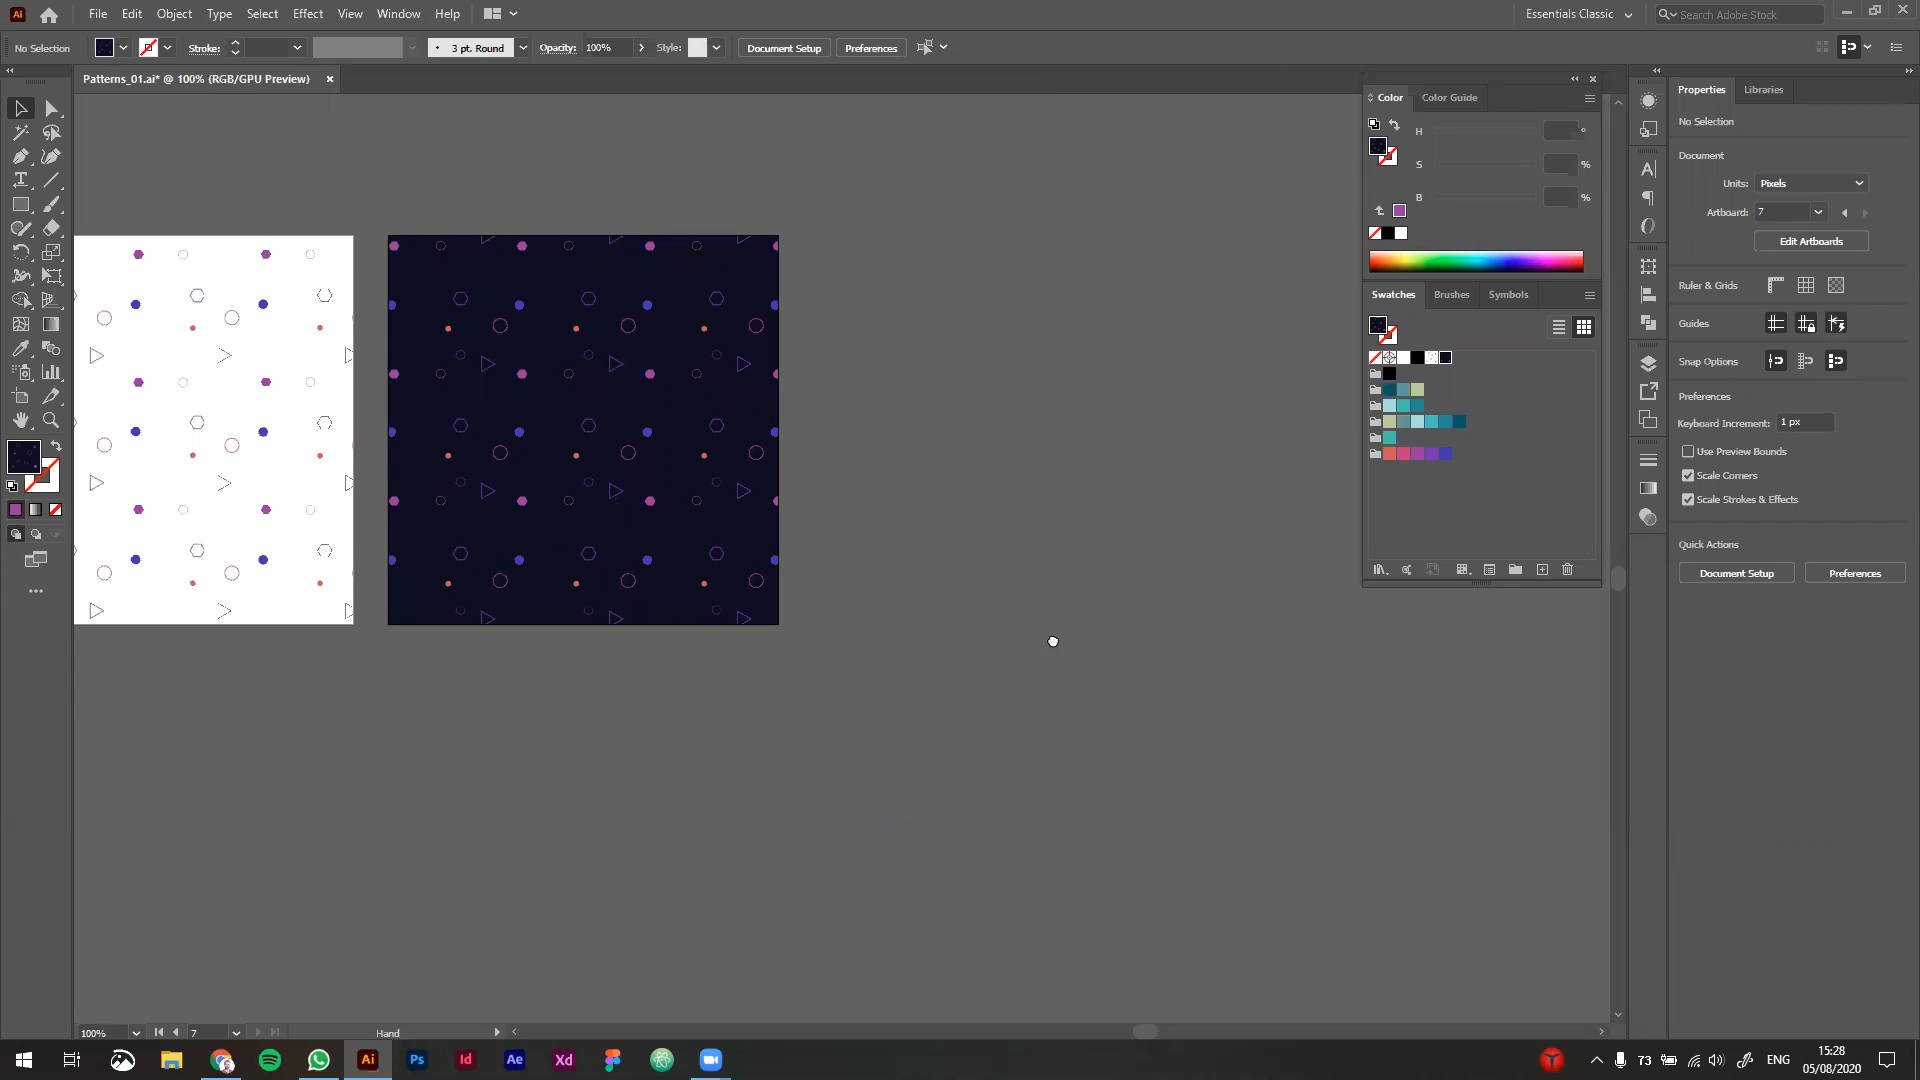 Ai File Edit Object Type Select Effect View Window Help Essentials Classic Search Adobe Stock
No Selection Stroke: 3 pt. Round Opacity: 100% Style: Document Setup Preferences
Patterns_01.ai* @ 100% (RGB/GPU Preview)
Color Color Guide
H °
S %
B %
Swatches Brushes Symbols
Properties Libraries
No Selection
Document
Units: Pixels
Artboard: 7
Edit Artboards
Ruler & Grids
Guides
Snap Options
Preferences
Keyboard Increment: 1 px
Use Preview Bounds
Scale Corners
Scale Strokes & Effects
Quick Actions
Document Setup Preferences
100% 7 Hand
Ai Ps Id Ae Xd 73 ENG 15:28
05/08/2020